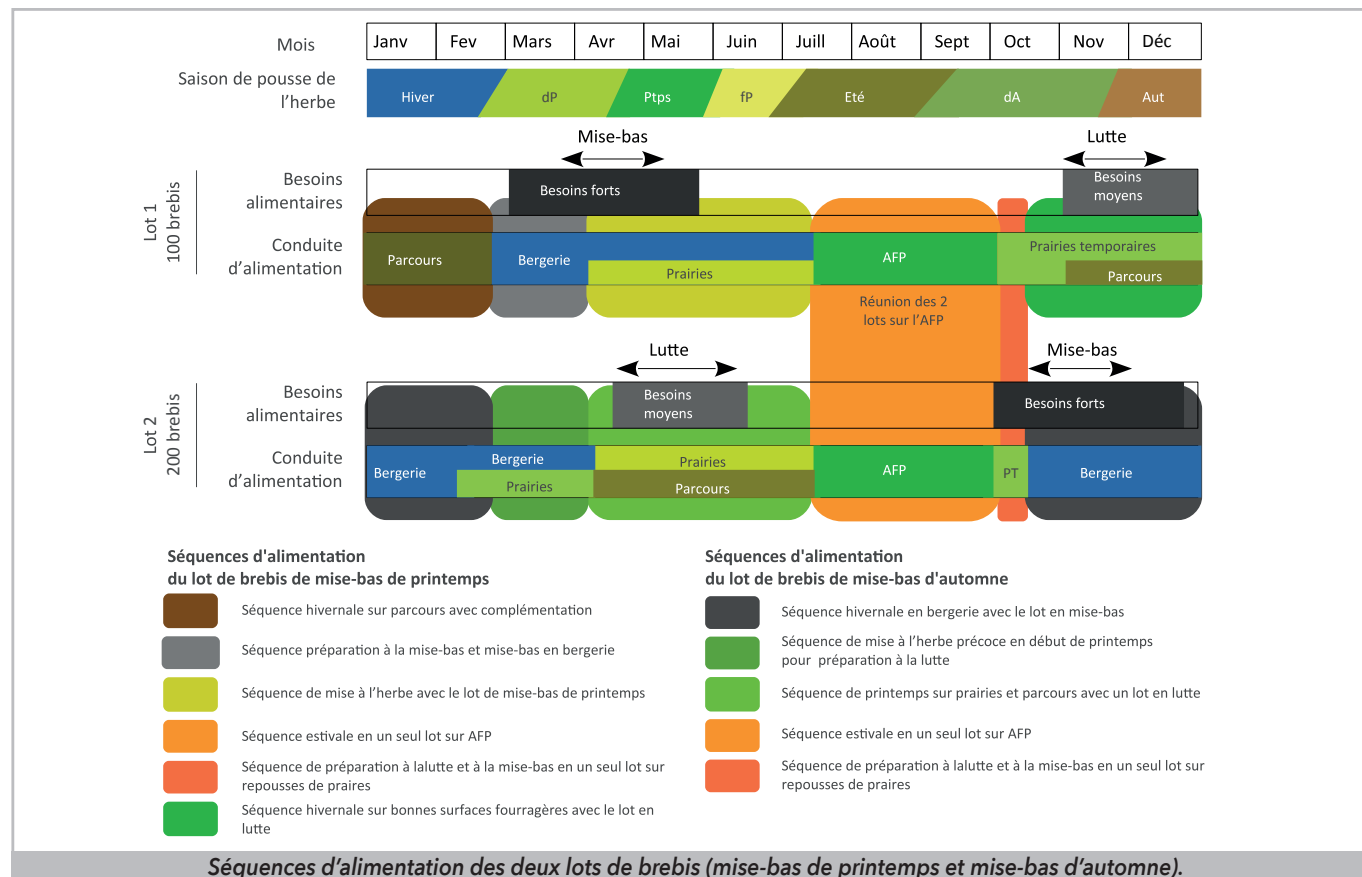 Mois
Janv Fev Mars Avr Mai Juin Juill Août Sept Oct Nov Déc
Saison de pousse de
l'herbe
Hiver dP Ptps fP Eté dA Aut
Mise-bas Lutte
Lot 1
100 brebis
Besoins
alimentaires
Besoins forts
Besoins
moyens
Conduite
d'alimentation
Parcours Bergerie Prairies AFP Prairies temporaires
Parcours
Réunion des 2
lots sur l'AFP
Lutte Mise-bas
Lot 2
200 brebis
Besoins
alimentaires
Besoins
moyens
Besoins forts
Conduite
d'alimentation
Bergerie Bergerie Prairies AFP PT Bergerie
Prairies Parcours
Séquences d'alimentation
du lot de brebis de mise-bas de printemps
Séquence hivernale sur parcours avec complémentation
Séquence préparation à la mise-bas et mise-bas en bergerie
Séquence de mise à l'herbe avec le lot de mise-bas de printemps
Séquence estivale en un seul lot sur AFP
Séquence de préparation à lalutte et à la mise-bas en un seul lot sur
repousses de praires
Séquence hivernale sur bonnes surfaces fourragères avec le lot en
lutte
Séquences d'alimentation
du lot de brebis de mise-bas d'automne
Séquence hivernale en bergerie avec le lot en mise-bas
Séquence de mise à l'herbe précoce en début de printemps
pour préparation à la lutte
Séquence de printemps sur prairies et parcours avec un lot en lutte
Séquence estivale en un seul lot sur AFP
Séquence de préparation à lalutte et à la mise-bas en un seul lot sur
repousses de praires
Séquences d'alimentation des deux lots de brebis (mise-bas de printemps et mise-bas d'automne).